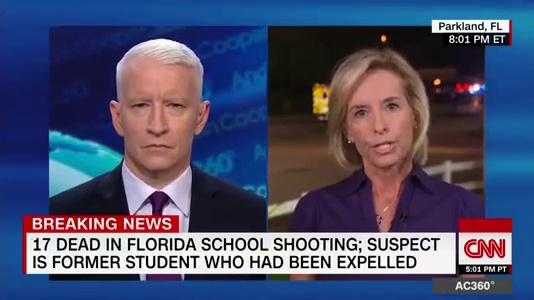 Parkland, FL
8:01 PM ET
BREAKING NEWS
17 DEAD IN FLORIDA SCHOOL SHOOTING; SUSPECT
IS FORMER STUDENT WHO HAD BEEN EXPELLED
CNN
5:01 PM PT
AC360°